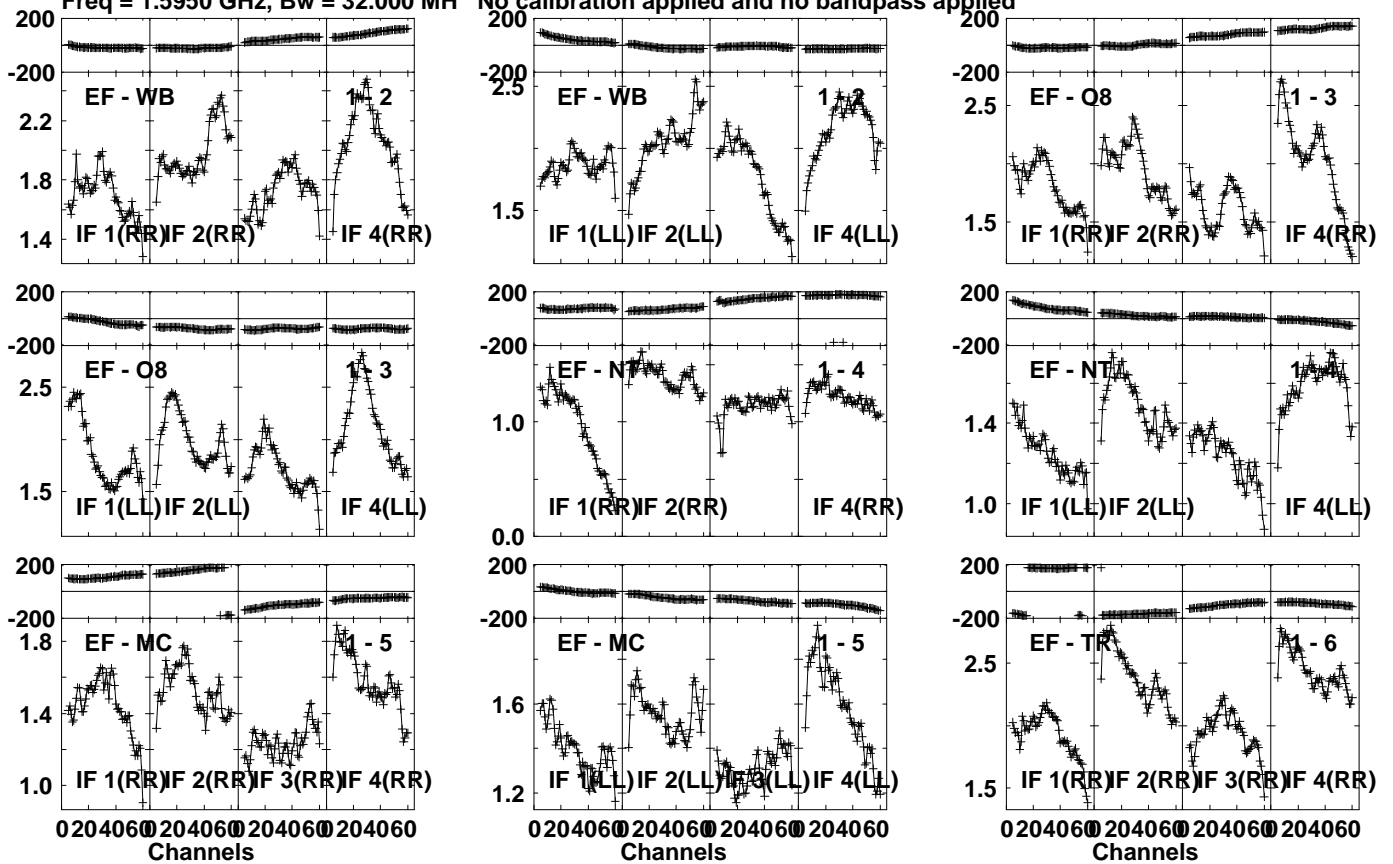 Freq = 1.5950 GHz, Bw = 32.000 MH No calibration applied and no bandpass applied
200
-200
EF - WB 1 - 2
2.2
1.8
1.4
IF 1(RR) IF 2(RR) IF 4(RR)
200
-200
2.5
EF - WB 1 - 2
1.5
IF 1(LL) IF 2(LL) IF 4(LL)
200
-200
EF - O8 1 - 3
2.5
1.5
IF 1(RR) IF 2(RR) IF 4(RR)
200
-200
EF - O8 1 - 3
2.5
1.5
IF 1(LL) IF 2(LL) IF 4(LL)
200
-200
EF - NT 1 - 4
1.0
IF 1(RR) IF 2(RR) IF 4(RR)
0.0
200
-200
EF - NT 1 - 4
1.4
1.0
IF 1(LL) IF 2(LL) IF 4(LL)
200
-200
1.8
EF - MC 1 - 5
1.4
1.0
IF 1(RR) IF 2(RR) IF 3(RR) IF 4(RR)
0 20 40 60 0 20 40 60 0 20 40 60 0 20 40 60
Channels
200
-200
EF - MC 1 - 5
1.6
1.2
IF 1(LL) IF 2(LL) IF 3(LL) IF 4(LL)
0 20 40 60 0 20 40 60 0 20 40 60 0 20 40 60
Channels
200
-200
EF - TR 1 - 6
2.5
1.5
IF 1(RR) IF 2(RR) IF 3(RR) IF 4(RR)
0 20 40 60 0 20 40 60 0 20 40 60 0 20 40 60
Channels